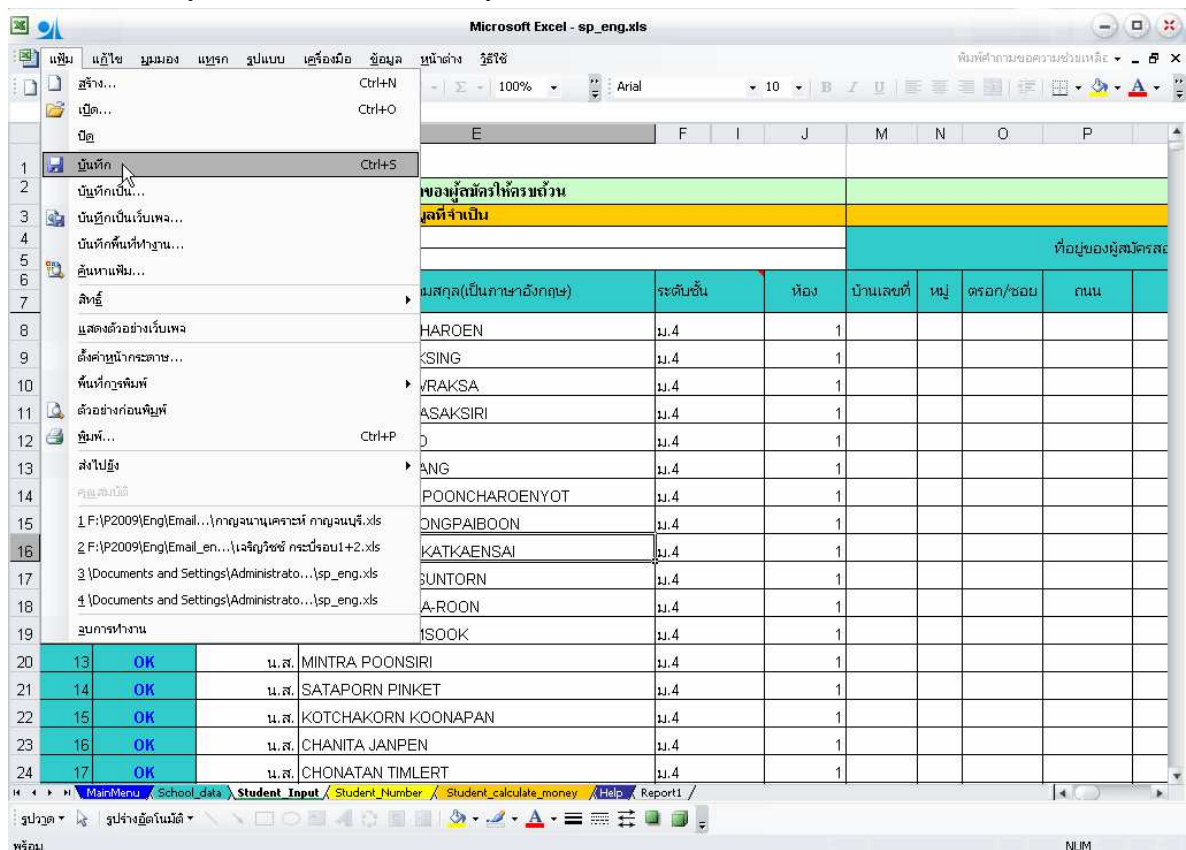 Microsoft Excel - sp_eng.xls
แฟ้ม แก้ไข มุมมอง แทรก รูปแบบ เครื่องมือ ข้อมูล หน้าต่าง วิธีใช้ พิมพ์คำถามขอความช่วยเหลือ
100% Arial 10 B I U A
E F I J M N O P
สร้าง... Ctrl+N
เปิด... Ctrl+O
ปิด
บันทึก Ctrl+S
บันทึกเป็น...
บันทึกเป็นเว็บเพจ...
บันทึกพื้นที่ทำงาน...
ค้นหาแฟ้ม...
สิทธิ์
แสดงตัวอย่างเว็บเพจ
ตั้งค่าหน้ากระดาษ...
พื้นที่การพิมพ์
ตัวอย่างก่อนพิมพ์
พิมพ์... Ctrl+P
ส่งไปยัง
คุณสมบัติ
1 F:\P2009\Eng\Email...\กาญจนานุเคราะห์ กาญจนบุรี.xls
2 F:\P2009\Eng\Email_en...\เจริญวิชช์ กระบี่รอบ1+2.xls
3 \Documents and Settings\Administrato...\sp_eng.xls
4 \Documents and Settings\Administrato...\sp_eng.xls
จบการทำงาน
1
2 ของผู้สมัครให้ครบถ้วน
3 มูลที่จำเป็น
4
5 ที่อยู่ของผู้สมัครสอ
6
7 มสกุล(เป็นภาษาอังกฤษ) ระดับชั้น ห้อง บ้านเลขที่ หมู่ ตรอก/ซอย ถนน
8 HAROEN ม.4 1
9 KSING ม.4 1
10 VRAKSA ม.4 1
11 ASAKSIRI ม.4 1
12 O ม.4 1
13 ANG ม.4 1
14 POONCHAROENYOT ม.4 1
15 ONGPAIBOON ม.4 1
16 KATKAENSAI ม.4 1
17 SUNTORN ม.4 1
18 A-ROON ม.4 1
19 MSOOK ม.4 1
20 13 OK น.ส. MINTRA POONSIRI ม.4 1
21 14 OK น.ส. SATAPORN PINKET ม.4 1
22 15 OK น.ส. KOTCHAKORN KOONAPAN ม.4 1
23 16 OK น.ส. CHANITA JANPEN ม.4 1
24 17 OK น.ส. CHONATAN TIMLERT ม.4 1
MainMenu School_data Student_Input Student_Number Student_calculate_money Help Report1
รูปวาด รูปร่างอัตโนมัติ A
พร้อม NUM